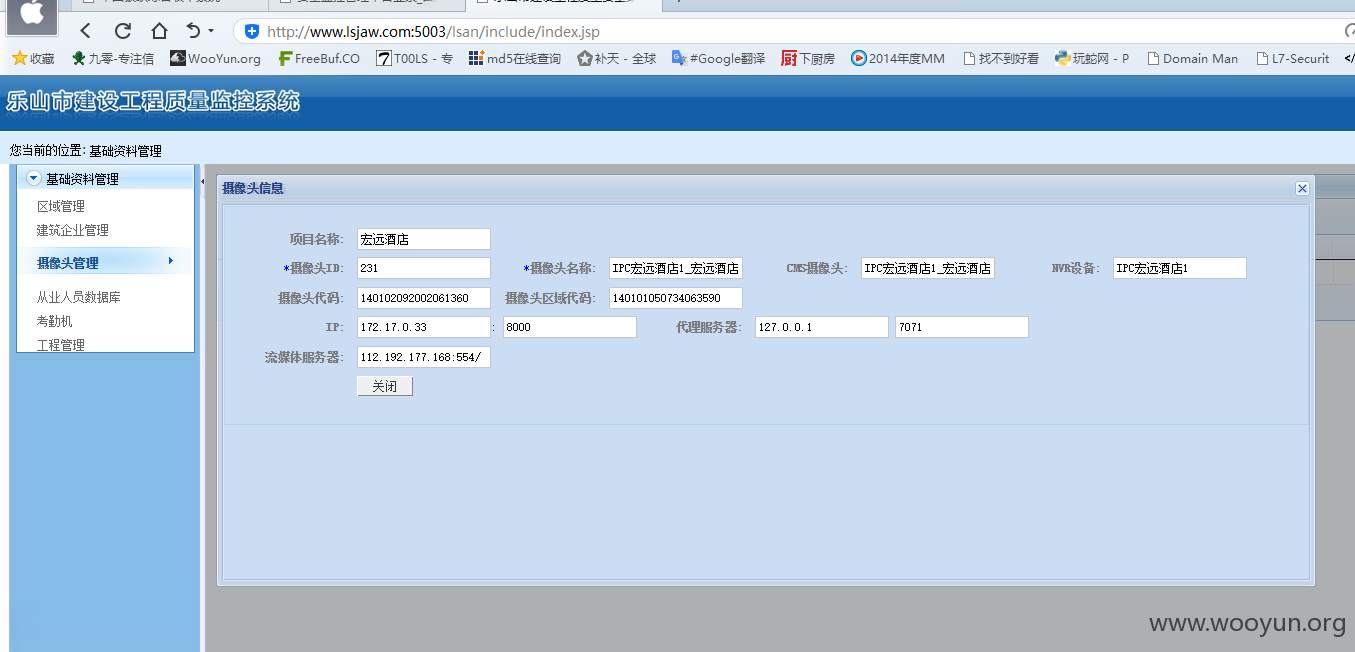 http://www.lsjaw.com:5003/lsan/include/index.jsp
收藏 九零-专注信 WooYun.org FreeBuf.CO T00LS - 专 md5在线查询 补天 - 全球 #Google翻译 下厨房 2014年度MM 找不到好看 玩蛇网 - P Domain Man L7-Securit
乐山市建设工程质量监控系统
您当前的位置: 基础资料管理
基础资料管理
区域管理
建筑企业管理
摄像头管理
从业人员数据库
考勤机
工程管理
摄像头信息
项目名称: 宏远酒店
*摄像头ID: 231 *摄像头名称: IPC宏远酒店1_宏远酒店 CMS摄像头: IPC宏远酒店1_宏远酒店 NVR设备: IPC宏远酒店1
摄像头代码: 140102092002061360 摄像头区域代码: 140101050734063590
IP: 172.17.0.33 : 8000 代理服务器: 127.0.0.1 7071
流媒体服务器: 112.192.177.168:554/
关闭
www.wooyun.org